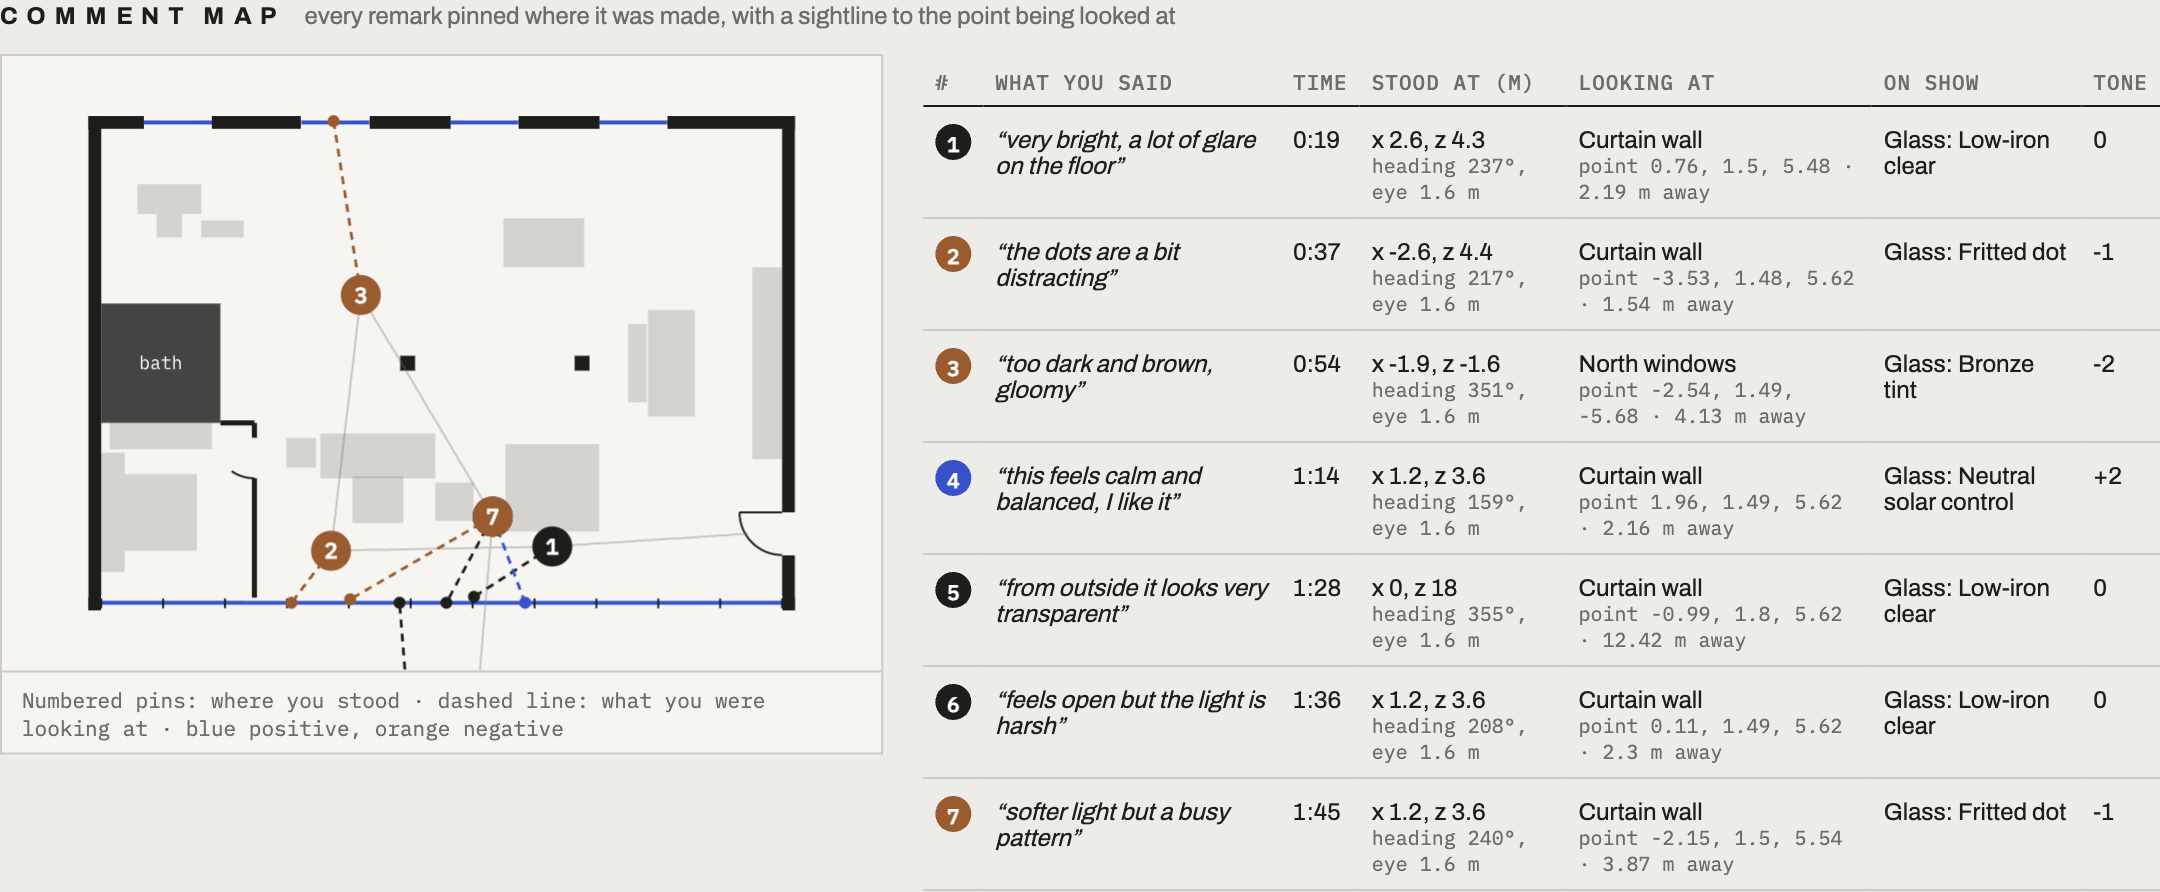 COMMENT MAP every remark pinned where it was made, with a sightline to the point being looked at
3
bath
7
2
1
Numbered pins: where you stood · dashed line: what you were
looking at · blue positive, orange negative
# WHAT YOU SAID TIME STOOD AT (M) LOOKING AT ON SHOW TONE
1 “very bright, a lot of glare 0:19 x 2.6, z 4.3 Curtain wall Glass: Low-iron 0
on the floor” heading 237°, point 0.76, 1.5, 5.48 · clear
eye 1.6 m 2.19 m away
2 “the dots are a bit 0:37 x -2.6, z 4.4 Curtain wall Glass: Fritted dot -1
distracting” heading 217°, point -3.53, 1.48, 5.62
eye 1.6 m · 1.54 m away
3 “too dark and brown, 0:54 x -1.9, z -1.6 North windows Glass: Bronze -2
gloomy” heading 351°, point -2.54, 1.49, tint
eye 1.6 m -5.68 · 4.13 m away
4 “this feels calm and 1:14 x 1.2, z 3.6 Curtain wall Glass: Neutral +2
balanced, I like it” heading 159°, point 1.96, 1.49, 5.62 solar control
eye 1.6 m · 2.16 m away
5 “from outside it looks very 1:28 x 0, z 18 Curtain wall Glass: Low-iron 0
transparent” heading 355°, point -0.99, 1.8, 5.62 clear
eye 1.6 m · 12.42 m away
6 “feels open but the light is 1:36 x 1.2, z 3.6 Curtain wall Glass: Low-iron 0
harsh” heading 208°, point 0.11, 1.49, 5.62 clear
eye 1.6 m · 2.3 m away
7 “softer light but a busy 1:45 x 1.2, z 3.6 Curtain wall Glass: Fritted dot -1
pattern” heading 240°, point -2.15, 1.5, 5.54
eye 1.6 m · 3.87 m away